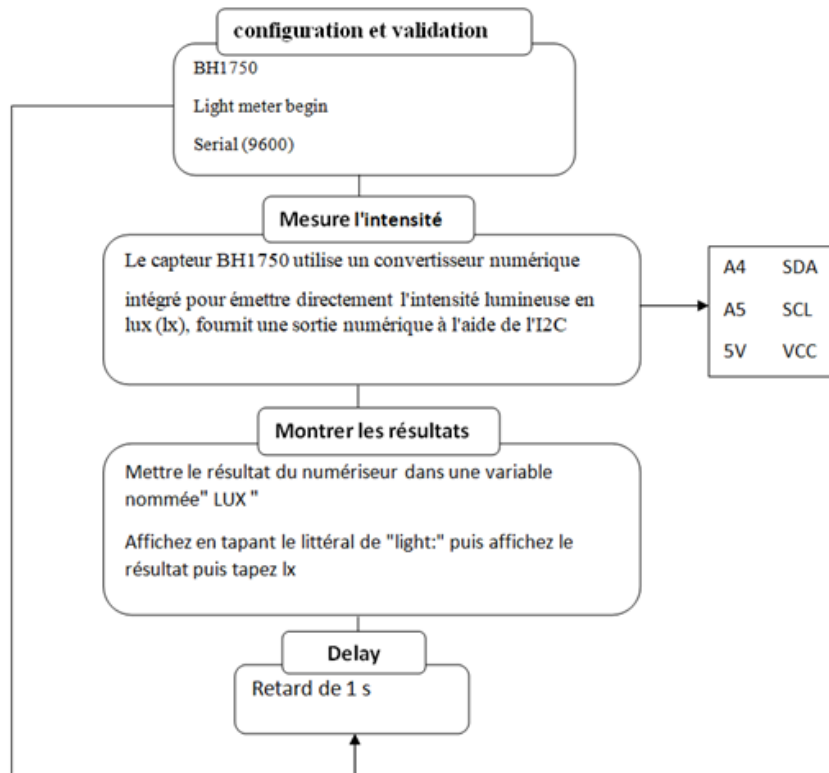 configuration et validation
BH1750
Light meter begin
Serial (9600)
Mesure l'intensité
Le capteur BH1750 utilise un convertisseur numérique
intégré pour émettre directement l'intensité lumineuse en
lux (lx), fournit une sortie numérique à l'aide de l'I2C
A4 SDA
A5 SCL
5V VCC
Montrer les résultats
Mettre le résultat du numériseur dans une variable
nommée" LUX "
Affichez en tapant le littéral de "light:" puis affichez le
résultat puis tapez lx
Delay
Retard de 1 s